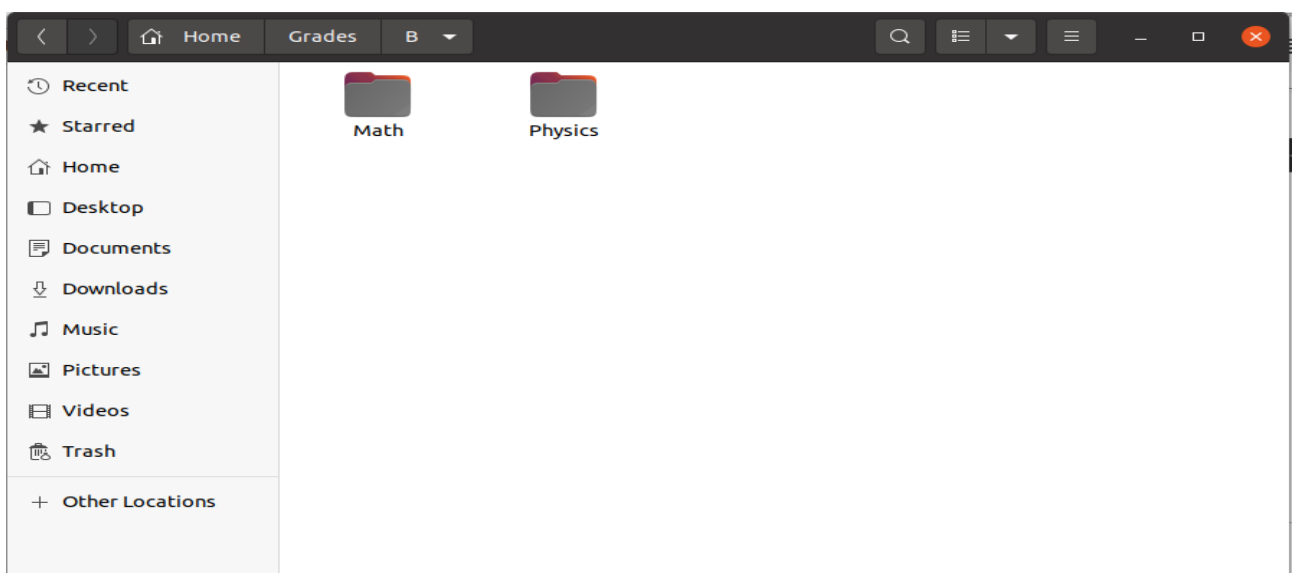 Home Grades B
Recent
Math Physics
Starred
Home
Desktop
Documents
Downloads
Music
Pictures
Videos
Trash
Other Locations